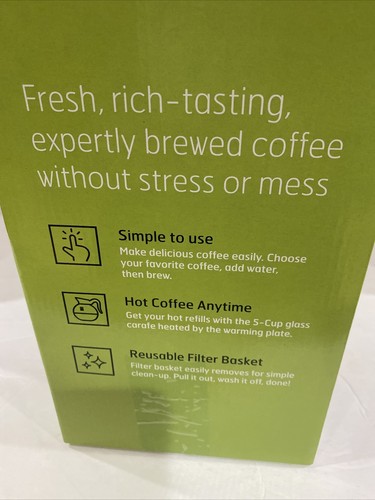 Fresh, rich-tasting,
expertly brewed coffee
without stress or mess
Simple to use
Make delicious coffee easily. Choose
your favorite coffee, add water,
then brew.
Hot Coffee Anytime
Get your hot refills with the 5-Cup glass
carafe heated by the warming plate.
Reusable Filter Basket
Filter basket easily removes for simple
clean-up. Pull it out, wash it off, done!